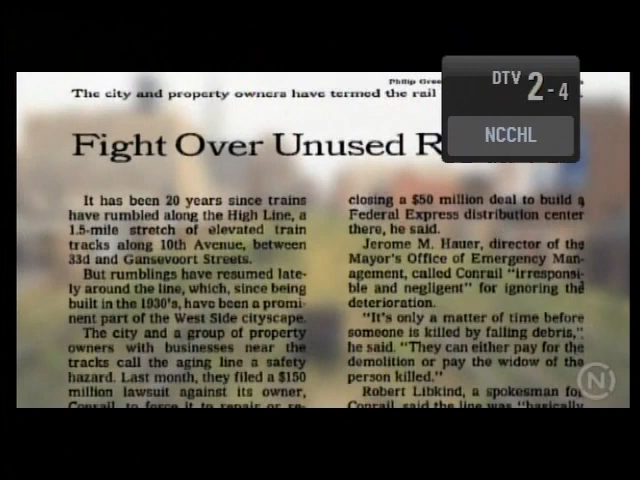 DTV 2-4
NCCHL
Philip Gree
The city and property owners have termed the rail
Fight Over Unused R
It has been 20 years since trains
have rumbled along the High Line, a
1.5-mile stretch of elevated train
tracks along 10th Avenue, between
33d and Gansevoort Streets.
But rumblings have resumed late-
ly around the line, which, since being
built in the 1930's, have been a promi-
nent part of the West Side cityscape.
The city and a group of property
owners with businesses near the
tracks call the aging line a safety
hazard. Last month, they filed a $150
million lawsuit against its owner,
Conrail, to force it to repair or re-
closing a $50 million deal to build a
Federal Express distribution center
there, he said.
Jerome M. Hauer, director of the
Mayor's Office of Emergency Man-
agement, called Conrail "irresponsi-
ble and negligent" for ignoring the
deterioration.
"It's only a matter of time before
someone is killed by falling debris,"
he said. "They can either pay for the
demolition or pay the widow of the
person killed."
Robert Libkind, a spokesman for
Conrail, said the line was "basically
N